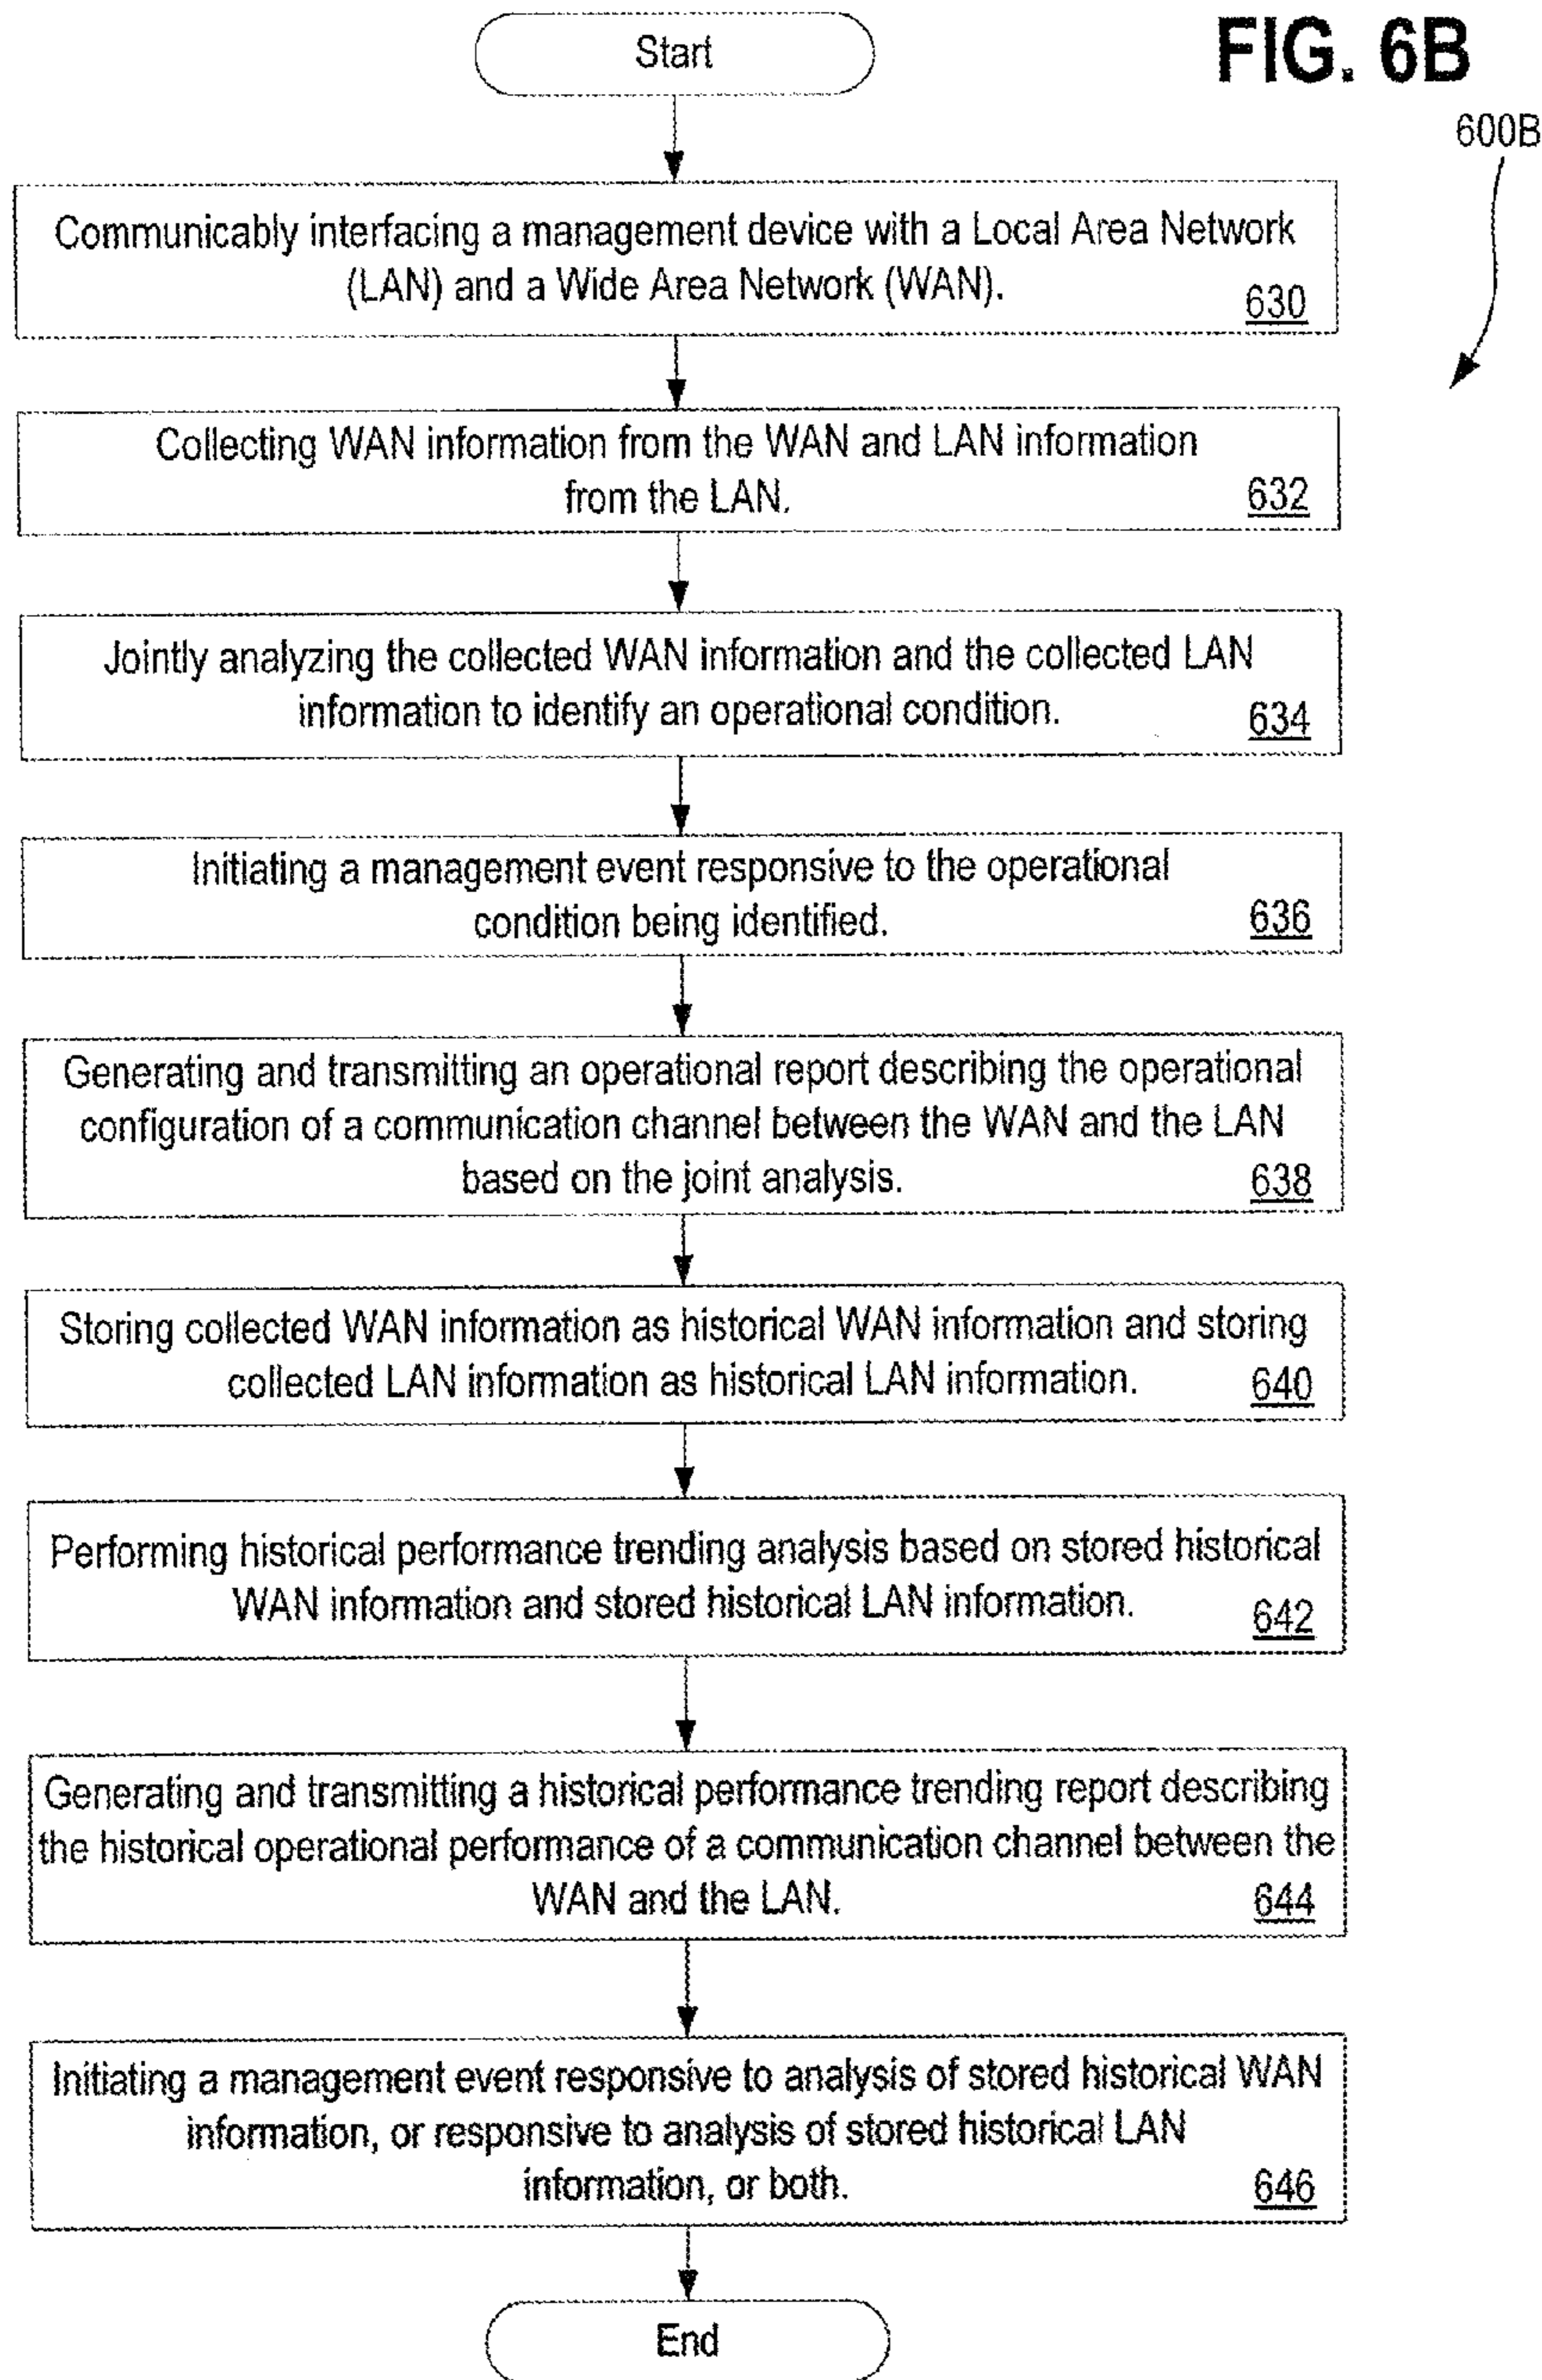 Start
FIG. 6B
600B
Communicably interfacing a management device with a Local Area Network
(LAN) and a Wide Area Network (WAN).
630
Collecting WAN information from the WAN and LAN information
from the LAN.
632
Jointly analyzing the collected WAN information and the collected LAN
information to identify an operational condition.
634
Initiating a management event responsive to the operational
condition being identified.
636
Generating and transmitting an operational report describing the operational
configuration of a communication channel between the WAN and the LAN
based on the joint analysis.
638
Storing collected WAN information as historical WAN information and storing
collected LAN information as historical LAN information.
640
Performing historical performance trending analysis based on stored historical
WAN information and stored historical LAN information.
642
Generating and transmitting a historical performance trending report describing
the historical operational performance of a communication channel between the
WAN and the LAN.
644
Initiating a management event responsive to analysis of stored historical WAN
information, or responsive to analysis of stored historical LAN
information, or both.
646
End